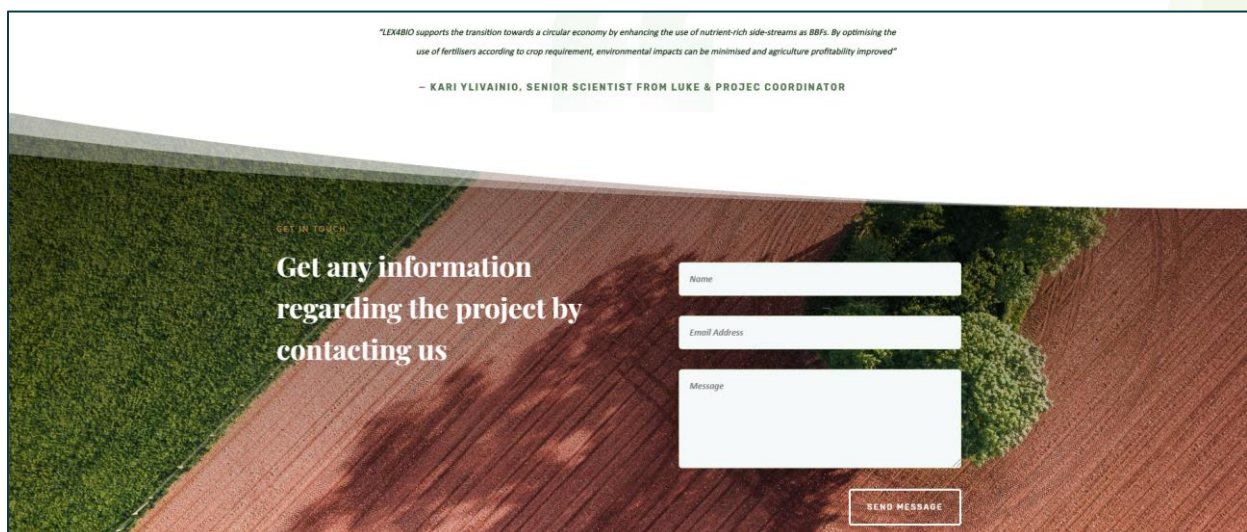 "LEX4BIO supports the transition towards a circular economy by enhancing the use of nutrient-rich side-streams as BBFs. By optimising the
use of fertilisers according to crop requirement, environmental impacts can be minimised and agriculture profitability improved"
— KARI YLIVAINIO, SENIOR SCIENTIST FROM LUKE & PROJEC COORDINATOR
GET IN TOUCH
Get any information
regarding the project by
contacting us
Name
Email Address
Message
SEND MESSAGE